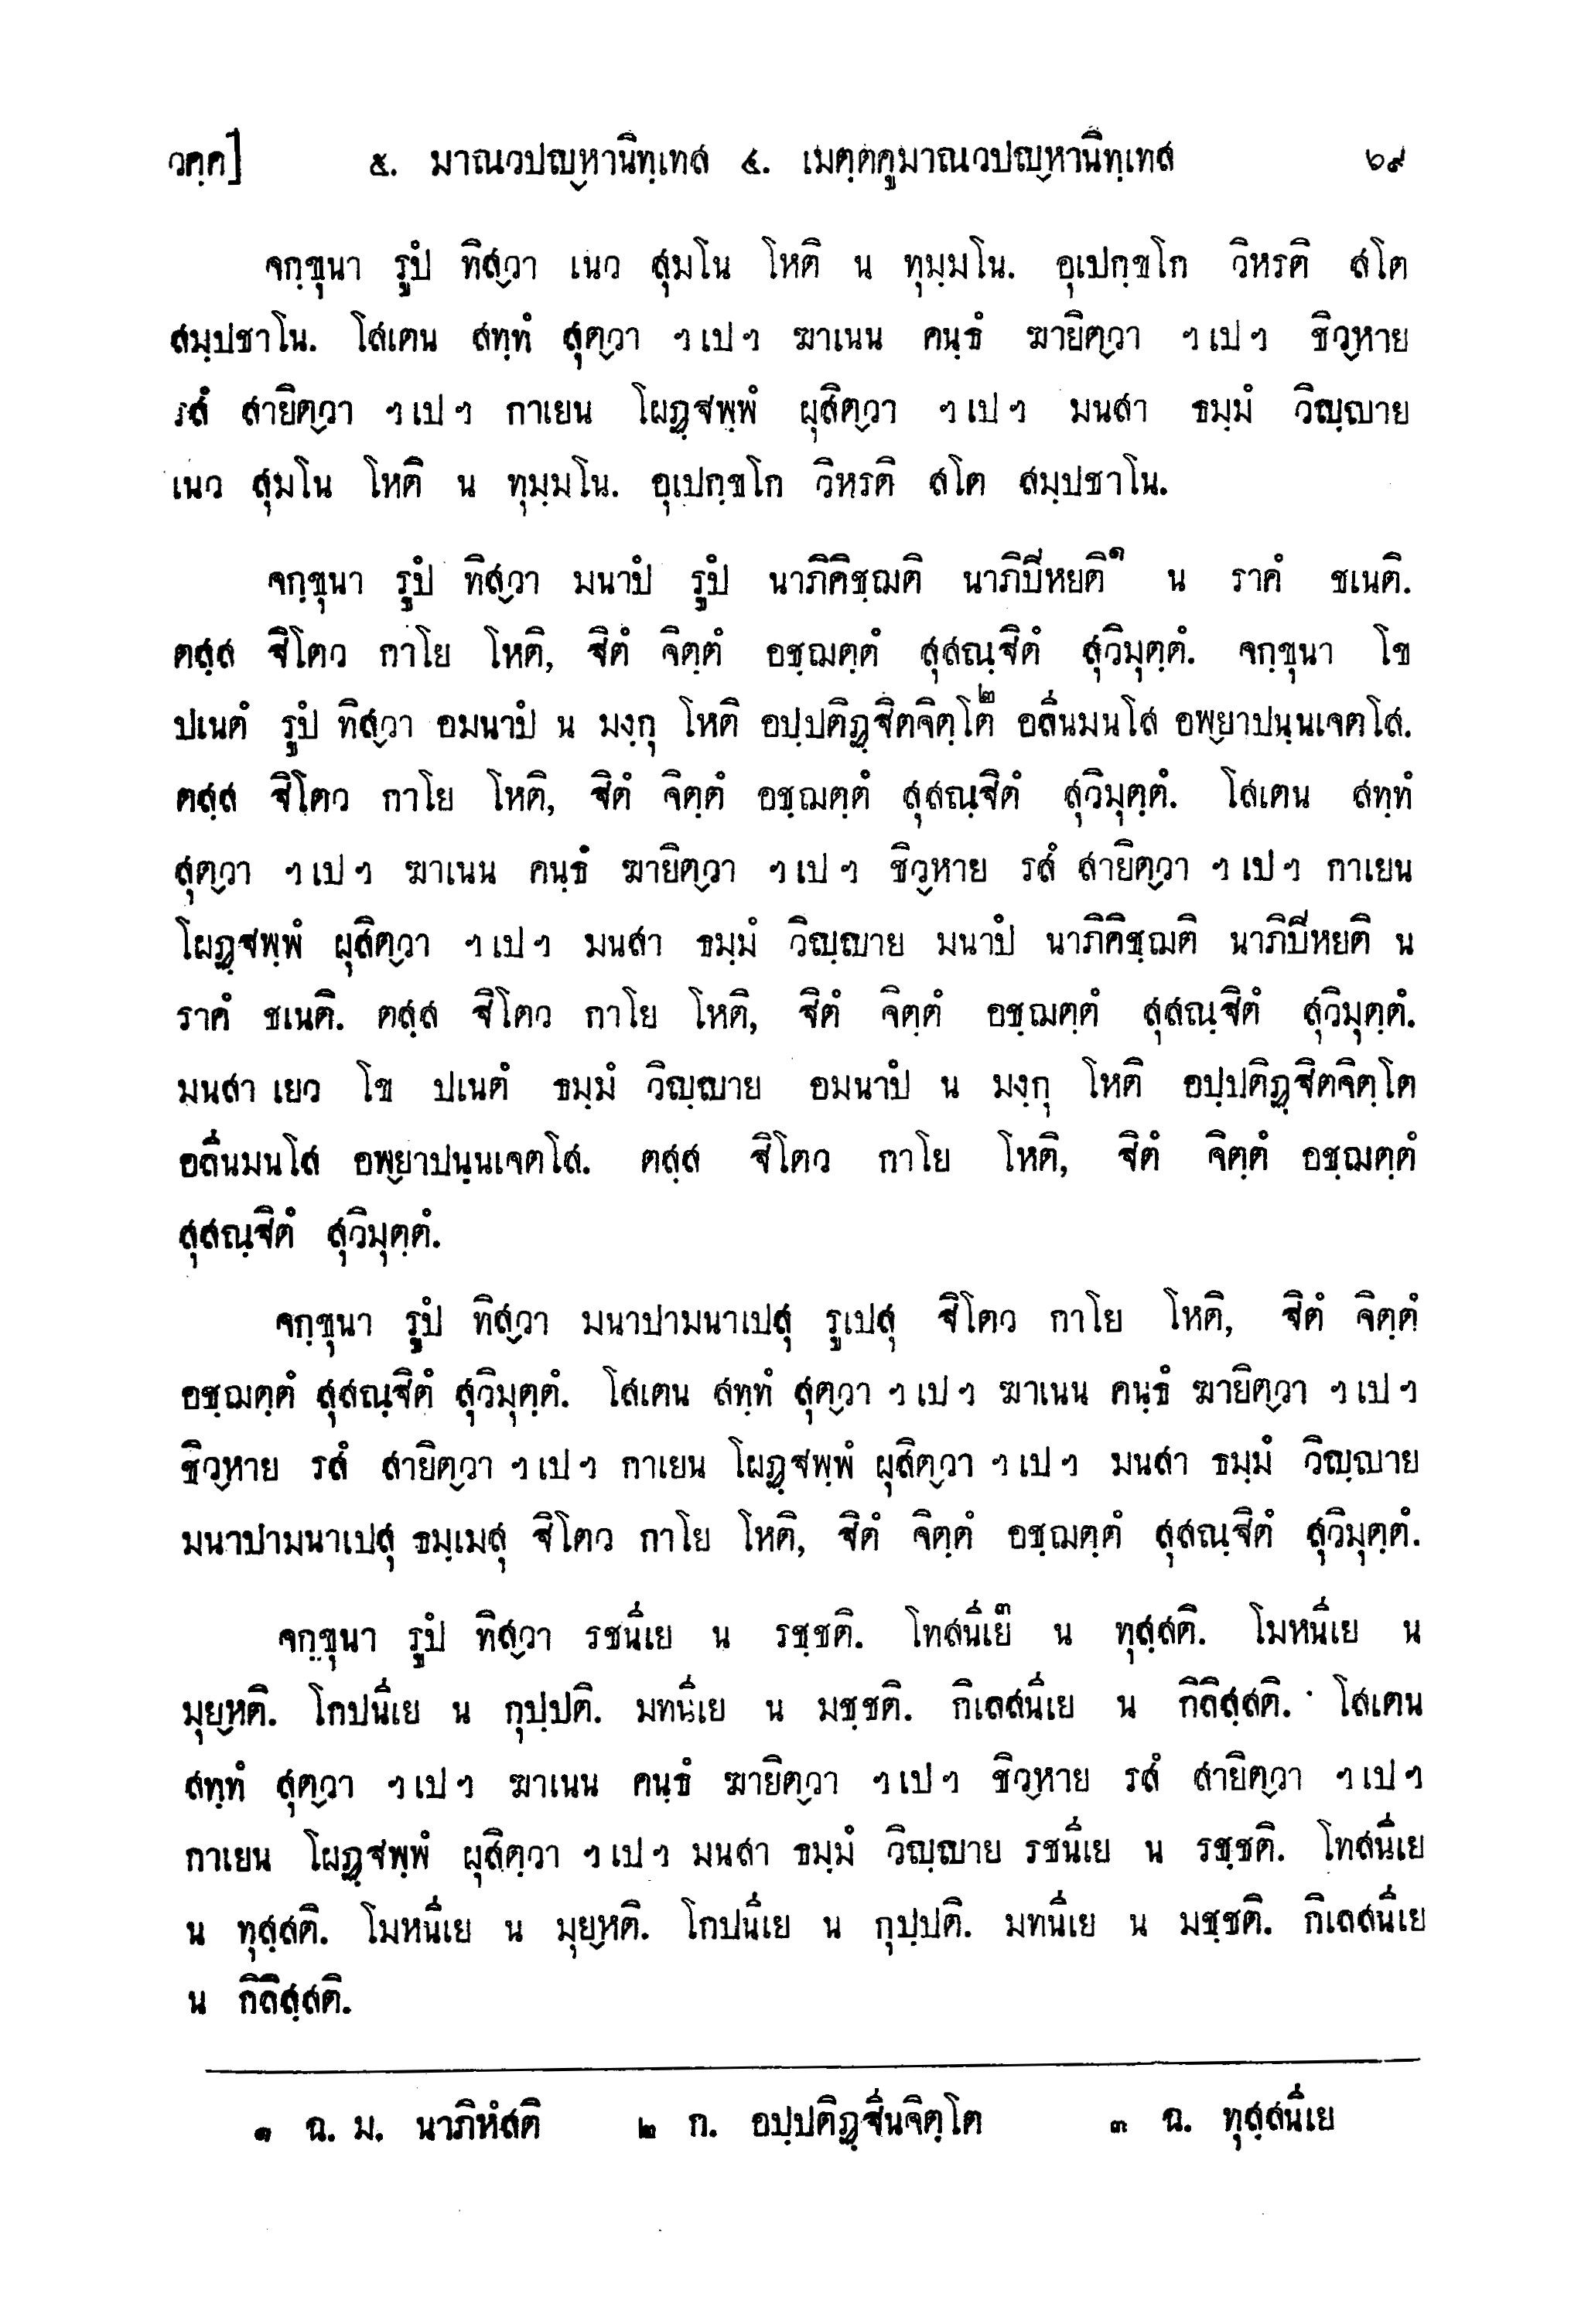 วคฺค]  ๕. มาณวปญฺหานิทฺเทส ๔. เมตฺตคูมาณวปญฺหานิทฺเทส  ๖๙
จกฺขุนา รูปํ ทิสฺวา เนว สุมโน โหติ น ทุมฺมโน. อุเปกฺขโก วิหรติ สโต
สมฺปชาโน. โสเตน สทฺทํ สุตฺวา ฯเปฯ ฆาเนน คนฺธํ ฆายิตฺวา ฯเปฯ ชิวฺหาย
รสํ สายิตฺวา ฯเปฯ กาเยน โผฏฺฐพฺพํ ผุสิตฺวา ฯเปฯ มนสา ธมฺมํ วิญฺญาย
เนว สุมโน โหติ น ทุมฺมโน. อุเปกฺขโก วิหรติ สโต สมฺปชาโน.
จกฺขุนา รูปํ ทิสฺวา มนาปํ รูปํ นาภิคิชฺฌติ นาภิปีหยติ๑ น ราคํ ชเนติ.
ตสฺส ฐิโตว กาโย โหติ, ฐิตํ จิตฺตํ อชฺฌตฺตํ สุสณฺฐิตํ สุวิมุตฺตํ. จกฺขุนา โข
ปเนตํ รูปํ ทิสฺวา อมนาปํ น มงฺกุ โหติ อปฺปติฏฺฐิตจิตฺโต๒ อลีนมนโส อพฺยาปนฺนเจตโส.
ตสฺส ฐิโตว กาโย โหติ, ฐิตํ จิตฺตํ อชฺฌตฺตํ สุสณฺฐิตํ สุวิมุตฺตํ. โสเตน สทฺทํ
สุตฺวา ฯเปฯ ฆาเนน คนฺธํ ฆายิตฺวา ฯเปฯ ชิวฺหาย รสํ สายิตฺวา ฯเปฯ กาเยน
โผฏฺฐพฺพํ ผุสิตฺวา ฯเปฯ มนสา ธมฺมํ วิญฺญาย มนาปํ นาภิคิชฺฌติ นาภิปีหยติ น
ราคํ ชเนติ. ตสฺส ฐิโตว กาโย โหติ, ฐิตํ จิตฺตํ อชฺฌตฺตํ สุสณฺฐิตํ สุวิมุตฺตํ.
มนสา เยว โข ปเนตํ ธมฺมํ วิญฺญาย อมนาปํ น มงฺกุ โหติ อปฺปติฏฺฐิตจิตฺโต
อลีนมนโส อพฺยาปนฺนเจตโส. ตสฺส ฐิโตว กาโย โหติ, ฐิตํ จิตฺตํ อชฺฌตฺตํ
สุสณฺฐิตํ สุวิมุตฺตํ.
จกฺขุนา รูปํ ทิสฺวา มนาปามนาเปสุ รูเปสุ ฐิโตว กาโย โหติ, ฐิตํ จิตฺตํ
อชฺฌตฺตํ สุสณฺฐิตํ สุวิมุตฺตํ. โสเตน สทฺทํ สุตฺวา ฯเปฯ ฆาเนน คนฺธํ ฆายิตฺวา ฯเปฯ
ชิวฺหาย รสํ สายิตฺวา ฯเปฯ กาเยน โผฏฺฐพฺพํ ผุสิตฺวา ฯเปฯ มนสา ธมฺมํ วิญฺญาย
มนาปามนาเปสุ ธมฺเมสุ ฐิโตว กาโย โหติ, ฐิตํ จิตฺตํ อชฺฌตฺตํ สุสณฺฐิตํ สุวิมุตฺตํ.
จกฺขุนา รูปํ ทิสฺวา รชนีเย น รชฺชติ. โทสนีเย๓ น ทุสฺสติ. โมหนีเย น
มุยฺหติ. โกปนีเย น กุปฺปติ. มทนีเย น มชฺชติ. กิเลสนีเย น กิลิสฺสติ. โสเตน
สทฺทํ สุตฺวา ฯเปฯ ฆาเนน คนฺธํ ฆายิตฺวา ฯเปฯ ชิวฺหาย รสํ สายิตฺวา ฯเปฯ
กาเยน โผฏฺฐพฺพํ ผุสิตฺวา ฯเปฯ มนสา ธมฺมํ วิญฺญาย รชนีเย น รชฺชติ. โทสนีเย
น ทุสฺสติ. โมหนีเย น มุยฺหติ. โกปนีเย น กุปฺปติ. มทนีเย น มชฺชติ. กิเลสนีเย
น กิลิสฺสติ.
๑ ฉ. ม. นาภิหํสติ  ๒ ก. อปฺปติฏฺฐีนจิตฺโต  ๓ ฉ. ทุสฺสนีเย